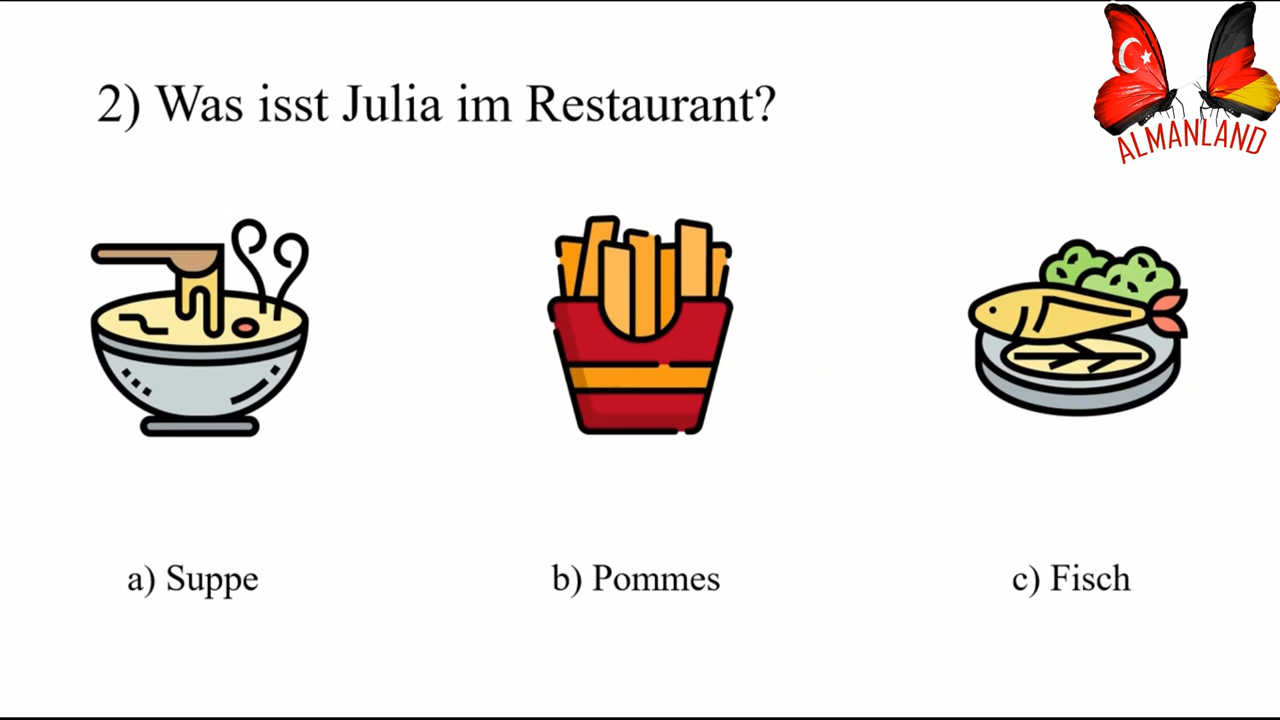 ALMANLAND
2) Was isst Julia im Restaurant?
a) Suppe
b) Pommes
c) Fisch